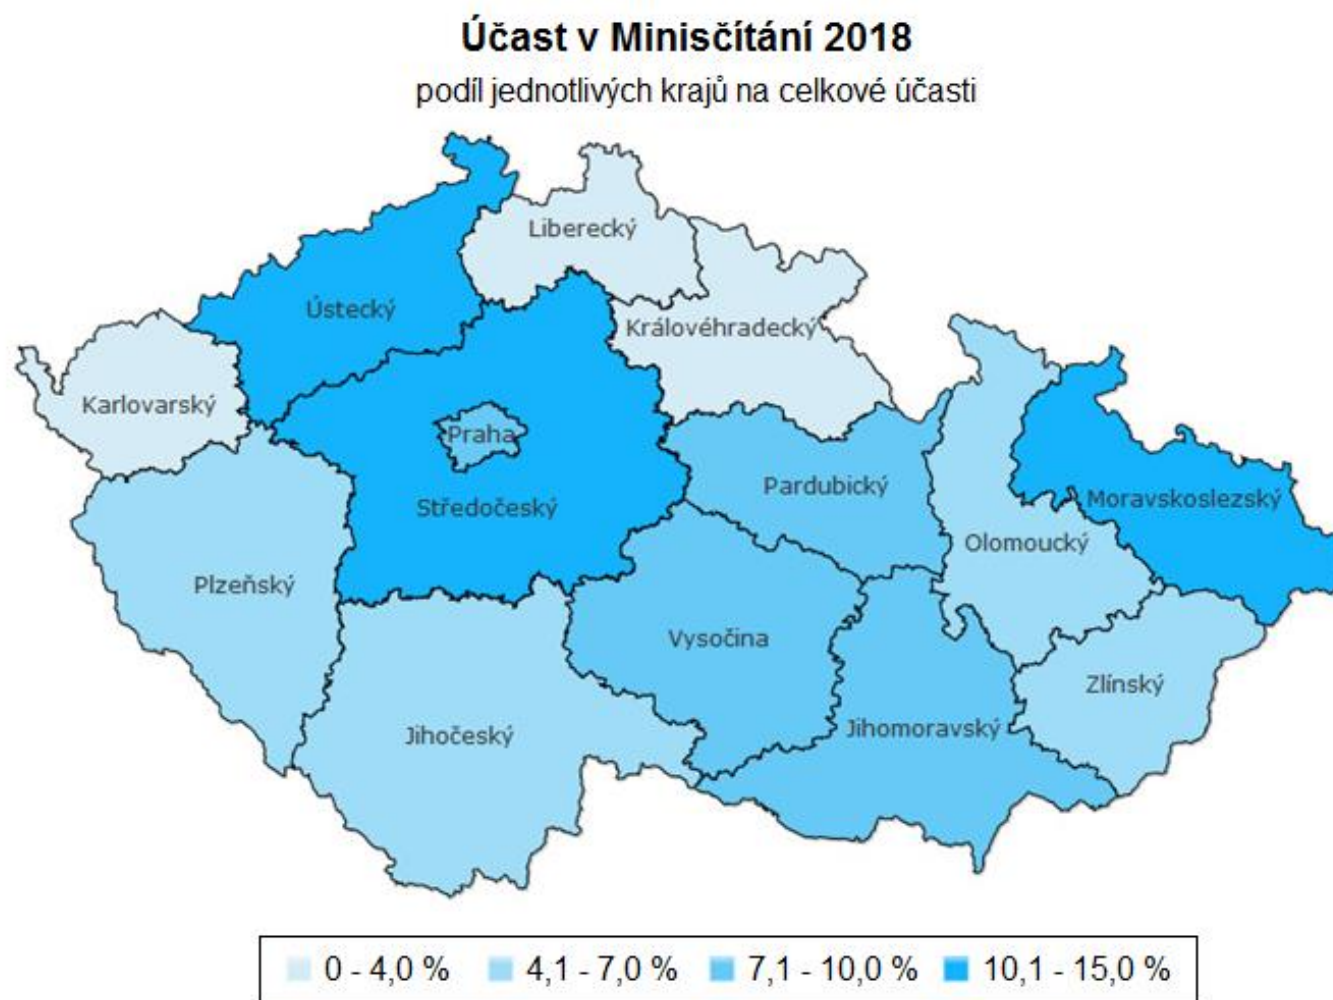 Účast v Minisčítání 2018
podíl jednotlivých krajů na celkové účasti
Liberecký
Ústecký
Královéhradecký
Karlovarský
Praha
Pardubický
Středočeský
Moravskoslezský
Olomoucký
Plzeňský
Vysočina
Zlínský
Jihočeský
Jihomoravský
0 - 4,0 % 4,1 - 7,0 % 7,1 - 10,0 % 10,1 - 15,0 %